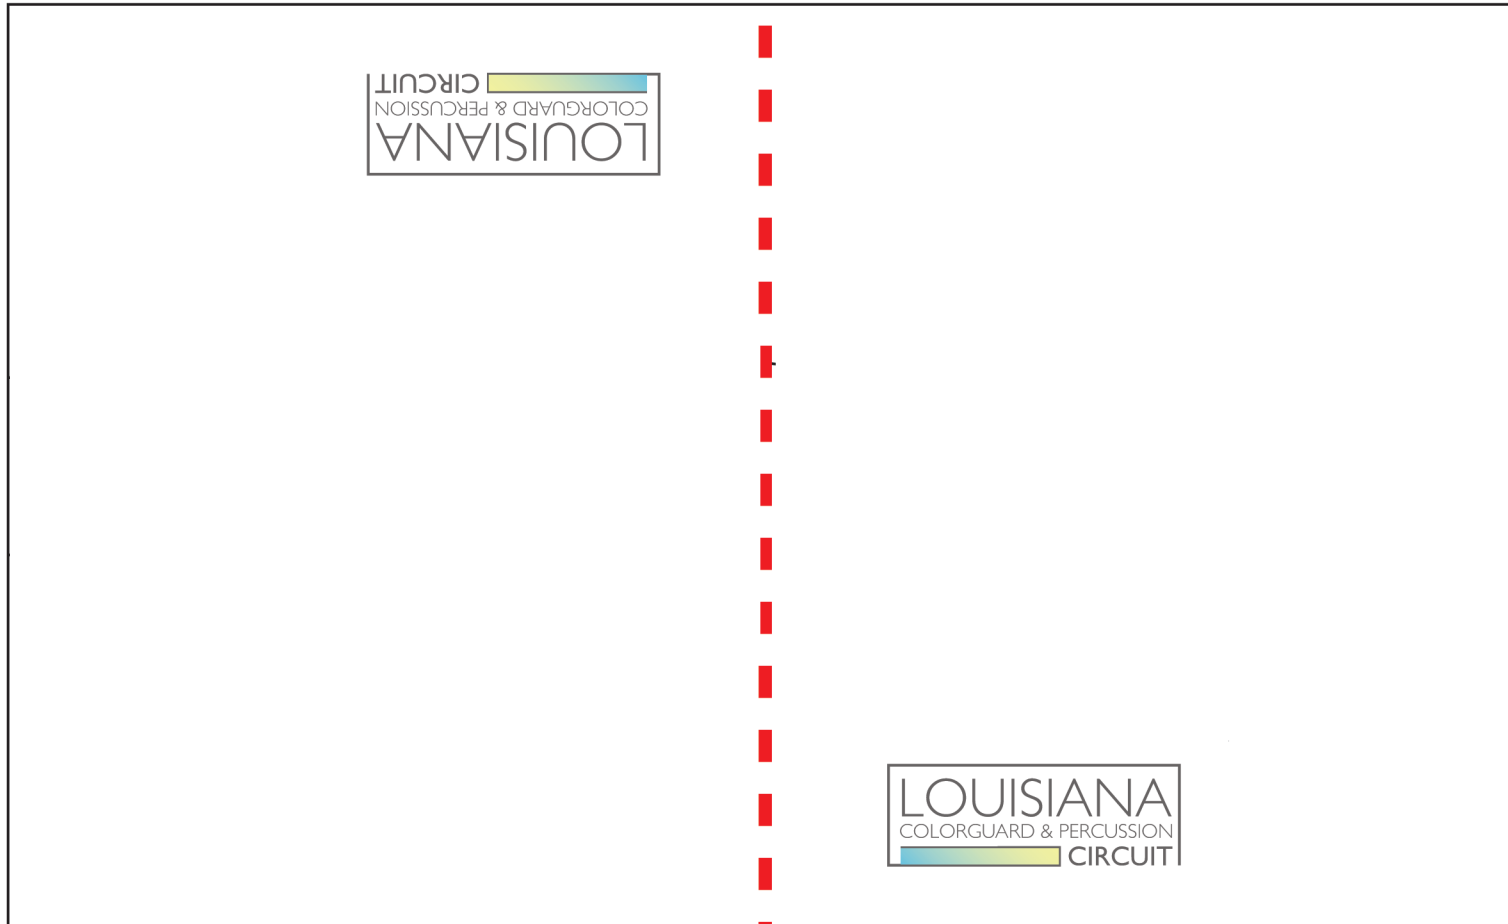 LOUISIANA
COLORGUARD & PERCUSSION
CIRCUIT
LOUISIANA
COLORGUARD & PERCUSSION
CIRCUIT